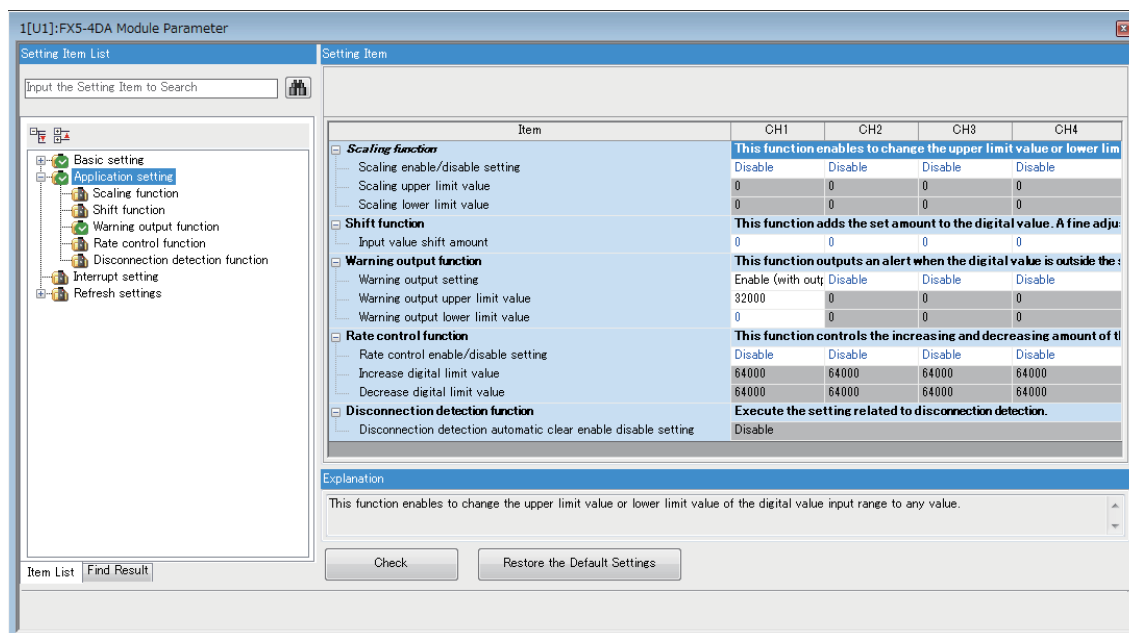 1[U1]:FX5-4DA Module Parameter
Setting Item List
Input the Setting Item to Search
Basic setting
Application setting
Scaling function
Shift function
Warning output function
Rate control function
Disconnection detection function
Interrupt setting
Refresh settings
Item List Find Result
Setting Item
Item CH1 CH2 CH3 CH4
Scaling function This function enables to change the upper limit value or lower lim
Scaling enable/disable setting Disable Disable Disable Disable
Scaling upper limit value 0 0 0 0
Scaling lower limit value 0 0 0 0
Shift function This function adds the set amount to the digital value. A fine adju
Input value shift amount 0 0 0 0
Warning output function This function outputs an alert when the digital value is outside the
Warning output setting Enable (with out Disable Disable Disable
Warning output upper limit value 32000 0 0 0
Warning output lower limit value 0 0 0 0
Rate control function This function controls the increasing and decreasing amount of t
Rate control enable/disable setting Disable Disable Disable Disable
Increase digital limit value 64000 64000 64000 64000
Decrease digital limit value 64000 64000 64000 64000
Disconnection detection function Execute the setting related to disconnection detection.
Disconnection detection automatic clear enable disable setting Disable
Explanation
This function enables to change the upper limit value or lower limit value of the digital value input range to any value.
Check Restore the Default Settings